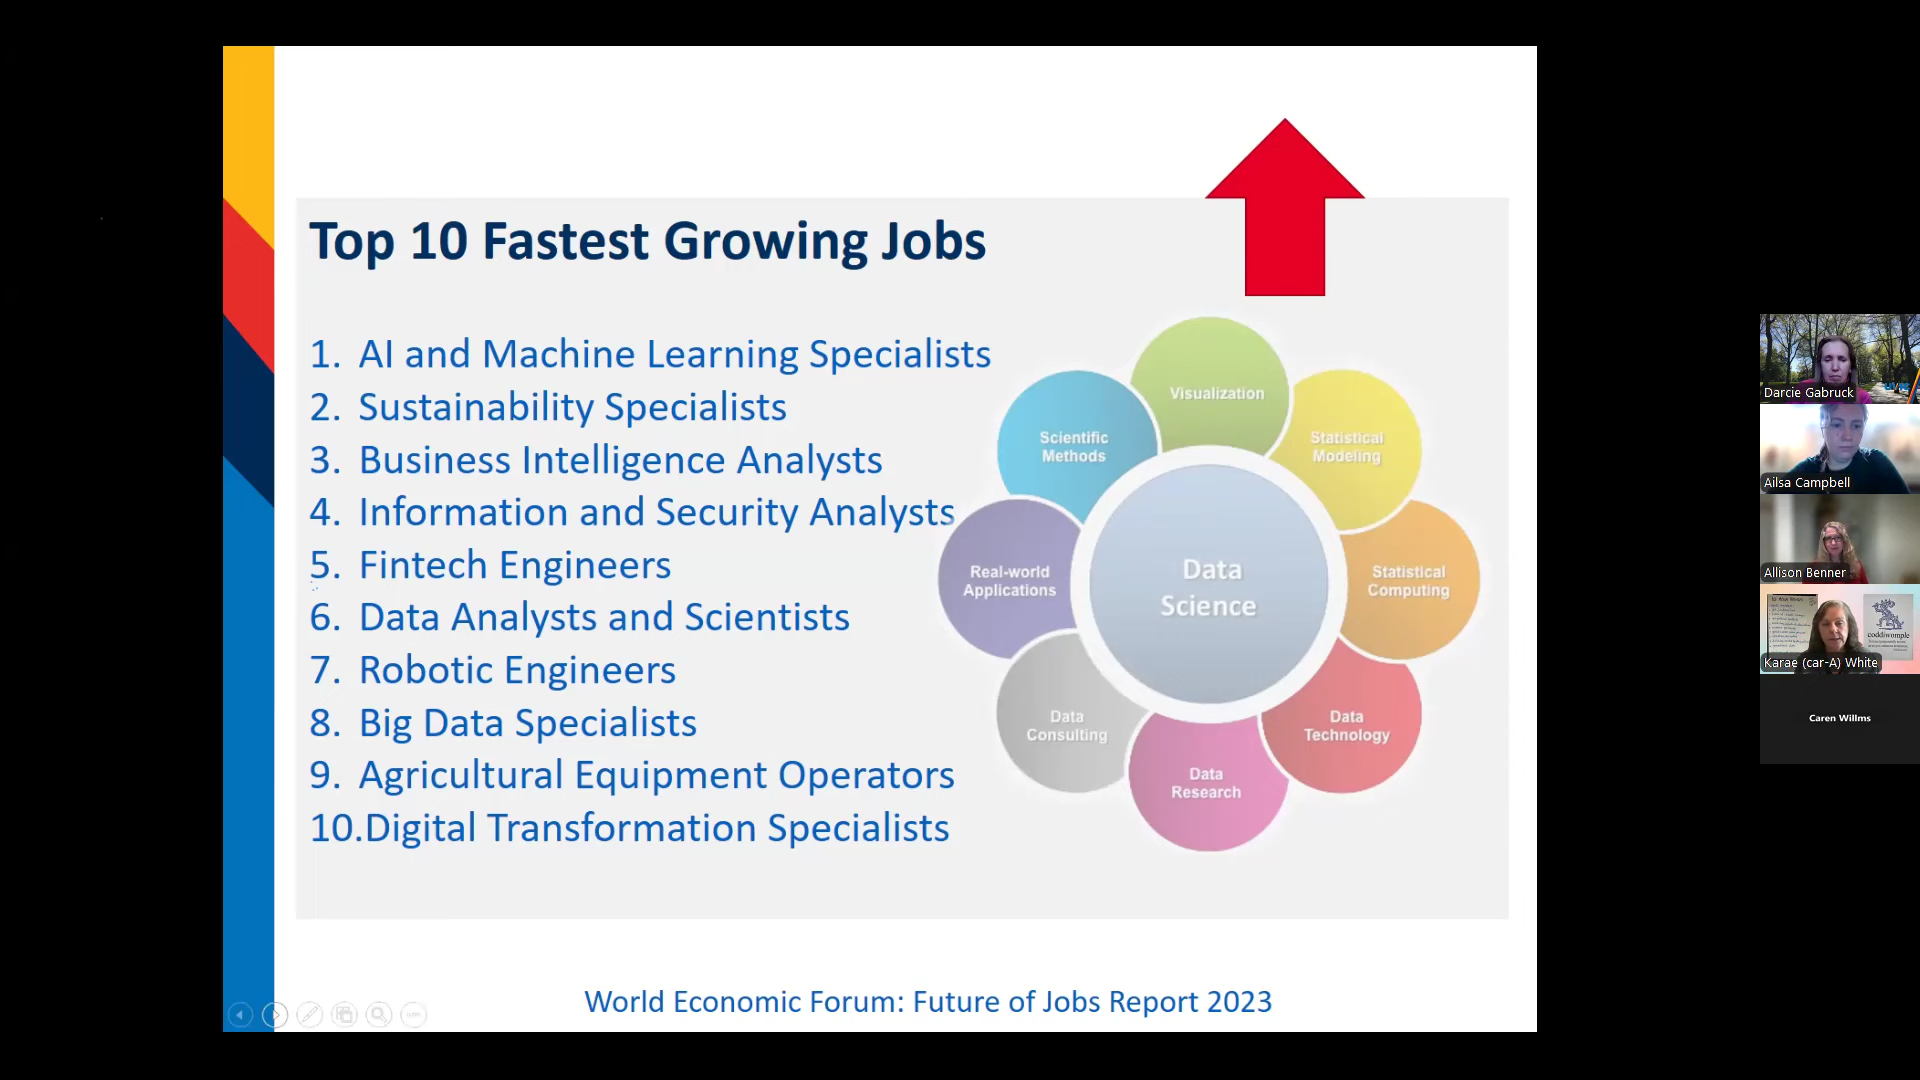 Top 10 Fastest Growing Jobs
1. AI and Machine Learning Specialists
2. Sustainability Specialists
3. Business Intelligence Analysts
4. Information and Security Analysts
5. Fintech Engineers
6. Data Analysts and Scientists
7. Robotic Engineers
8. Big Data Specialists
9. Agricultural Equipment Operators
10.Digital Transformation Specialists
Visualization
Statistical
Modeling
Statistical
Computing
Data
Technology
Data
Research
Data
Consulting
Real-world
Applications
Scientific
Methods
Data
Science
World Economic Forum: Future of Jobs Report 2023
Darcie Gabruck
Ailsa Campbell
Allison Benner
coddiwomple
Karae (car-A) White
Caren Willms